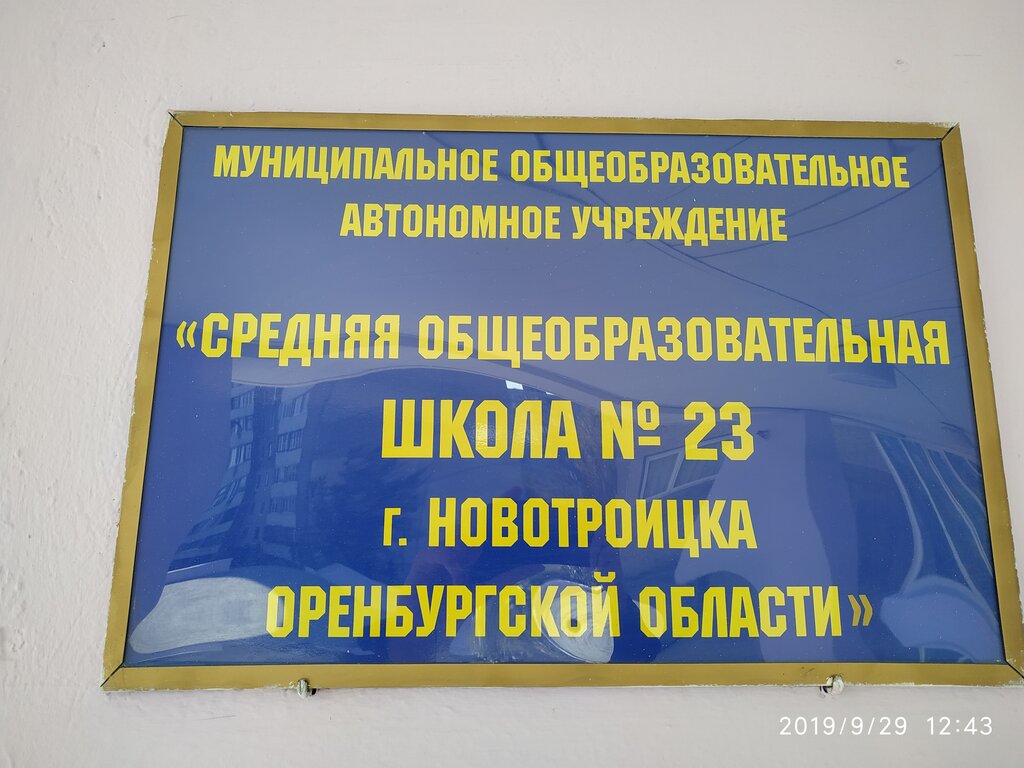 МУНИЦИПАЛЬНОЕ ОБЩЕОБРАЗОВАТЕЛЬНОЕ
АВТОНОМНОЕ УЧРЕЖДЕНИЕ
«СРЕДНЯЯ ОБЩЕОБРАЗОВАТЕЛЬНАЯ
ШКОЛА № 23
г. НОВОТРОИЦКА
ОРЕНБУРГСКОЙ ОБЛАСТИ»
2019/9/29 12:43